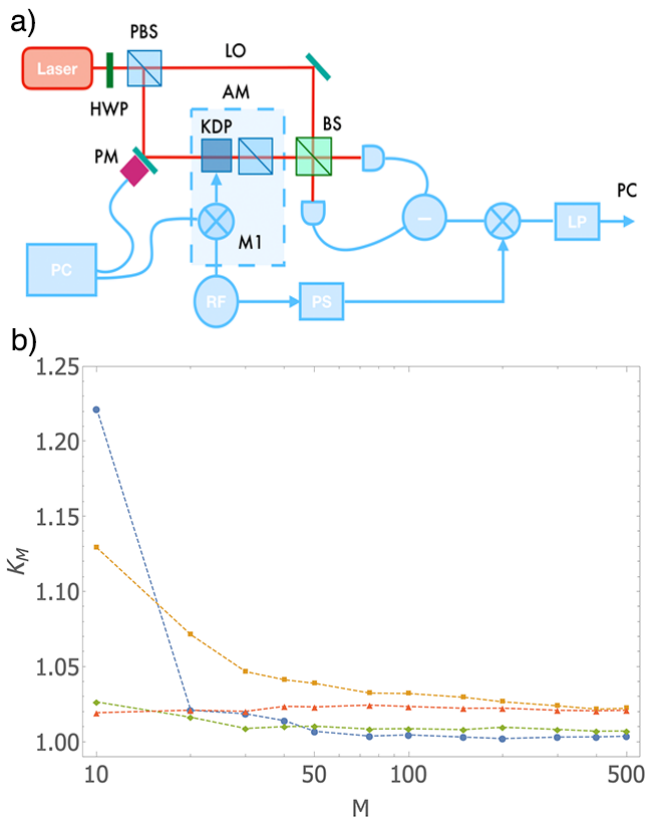 a)
PBS
LO
Laser
HWP
AM
KDP
BS
PM
M1
PC
RF
PS
LP
PC
b)
1.25
1.20
1.15
1.10
1.05
1.00
K_M
10
50
100
500
M